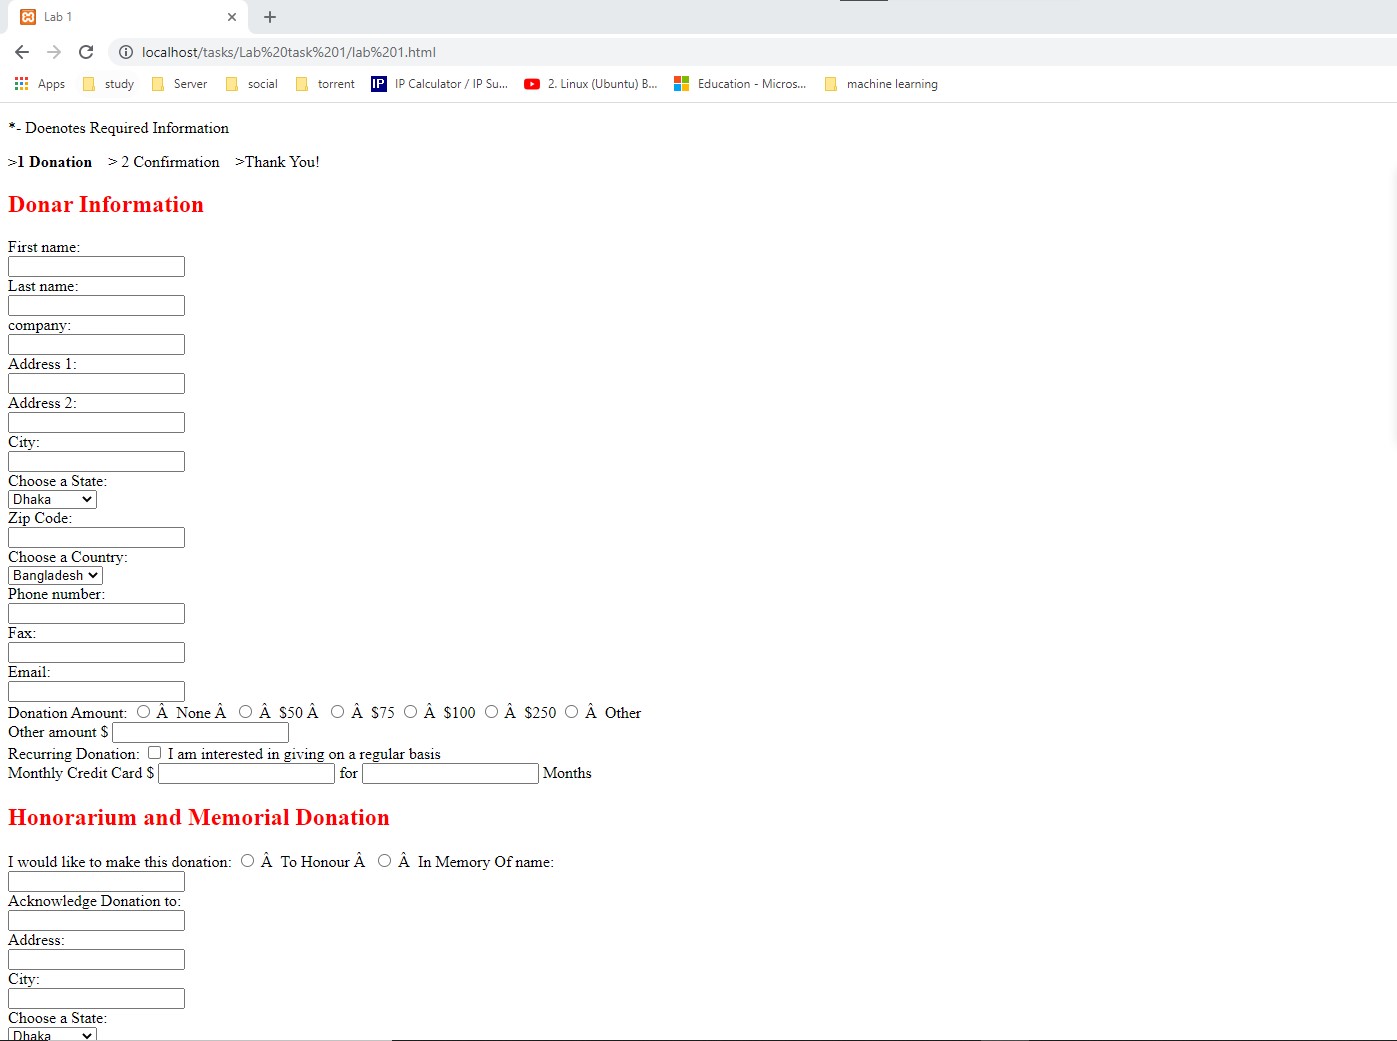 Lab 1
localhost/tasks/Lab%20task%201/lab%201.html
Apps study Server social torrent IP IP Calculator / IP Su... 2. Linux (Ubuntu) B... Education - Micros... machine learning
*- Doenotes Required Information
>1 Donation > 2 Confirmation >Thank You!
Donar Information
First name:
Last name:
company:
Address 1:
Address 2:
City:
Choose a State:
Dhaka
Zip Code:
Choose a Country:
Bangladesh
Phone number:
Fax:
Email:
Donation Amount: Â None Â Â $50 Â Â $75 Â $100 Â $250 Â Other
Other amount $
Recurring Donation: I am interested in giving on a regular basis
Monthly Credit Card $ for Months
Honorarium and Memorial Donation
I would like to make this donation: Â To Honour Â Â In Memory Of name:
Acknowledge Donation to:
Address:
City:
Choose a State:
Dhaka